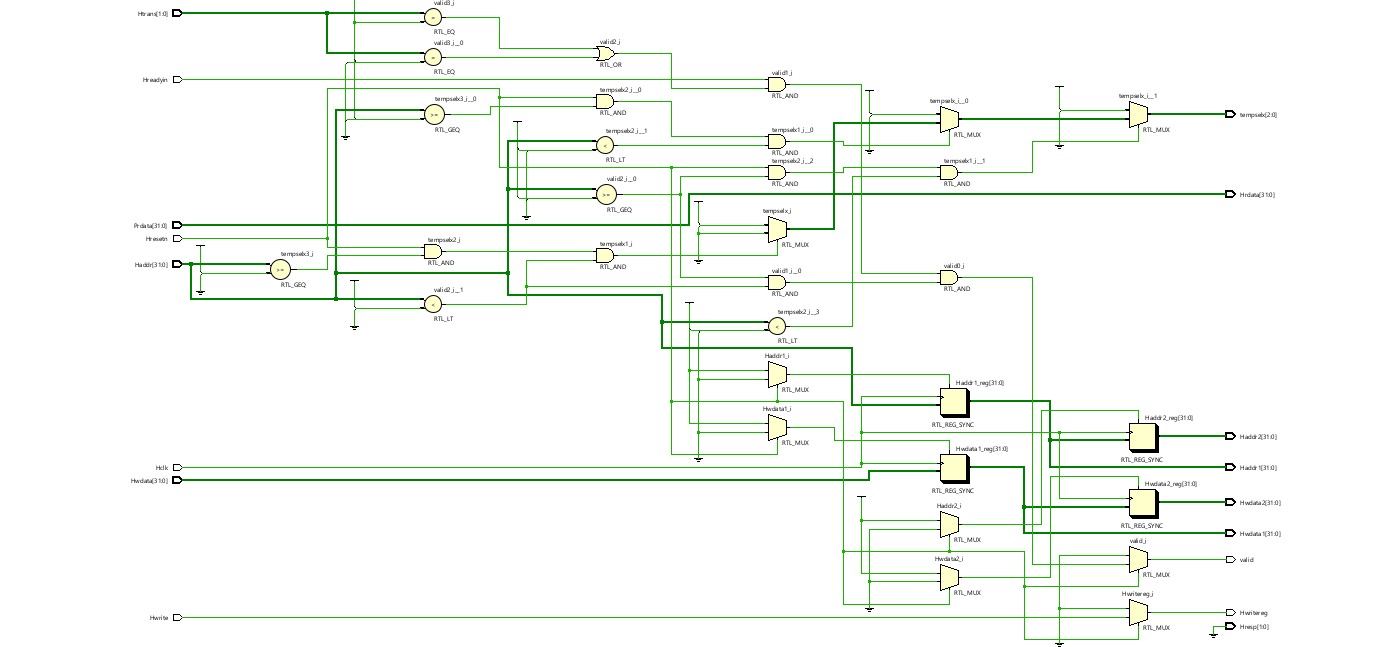 valid3_i
Htrans[1:0]
RTL_EQ
valid3_i__0
valid2_i
RTL_OR
RTL_EQ
valid1_i
Hreadyin
tempselx2_i__0
RTL_AND
tempselx3_i__0
tempselx_i__0
tempselx_i__1
RTL_AND
tempselx[2:0]
RTL_GEQ
tempselx2_i__1
tempselx1_i__0
RTL_MUX
RTL_MUX
RTL_LT
RTL_AND
tempselx2_i__2
tempselx1_i__1
valid2_i__0
RTL_AND
RTL_AND
Hrdata[31:0]
RTL_GEQ
tempselx_i
Prdata[31:0]
Hresetn
tempselx2_i
tempselx1_i
RTL_MUX
tempselx3_i
Haddr[31:0]
RTL_AND
RTL_AND
valid1_i__0
valid0_i
RTL_GEQ
valid2_i__1
RTL_AND
RTL_AND
tempselx2_i__3
RTL_LT
RTL_LT
Haddr1_i
Haddr1_reg[31:0]
RTL_MUX
Hwdata1_i
Haddr2_reg[31:0]
RTL_REG_SYNC
Haddr2[31:0]
RTL_MUX
Hwdata1_reg[31:0]
RTL_REG_SYNC
Hclk
Haddr1[31:0]
Hwdata[31:0]
Hwdata2_reg[31:0]
RTL_REG_SYNC
Hwdata2[31:0]
Haddr2_i
RTL_REG_SYNC
Hwdata1[31:0]
RTL_MUX
valid_i
Hwdata2_i
valid
RTL_MUX
RTL_MUX
Hwritereg_i
Hwrite
Hwritereg
RTL_MUX
Hresp[1:0]